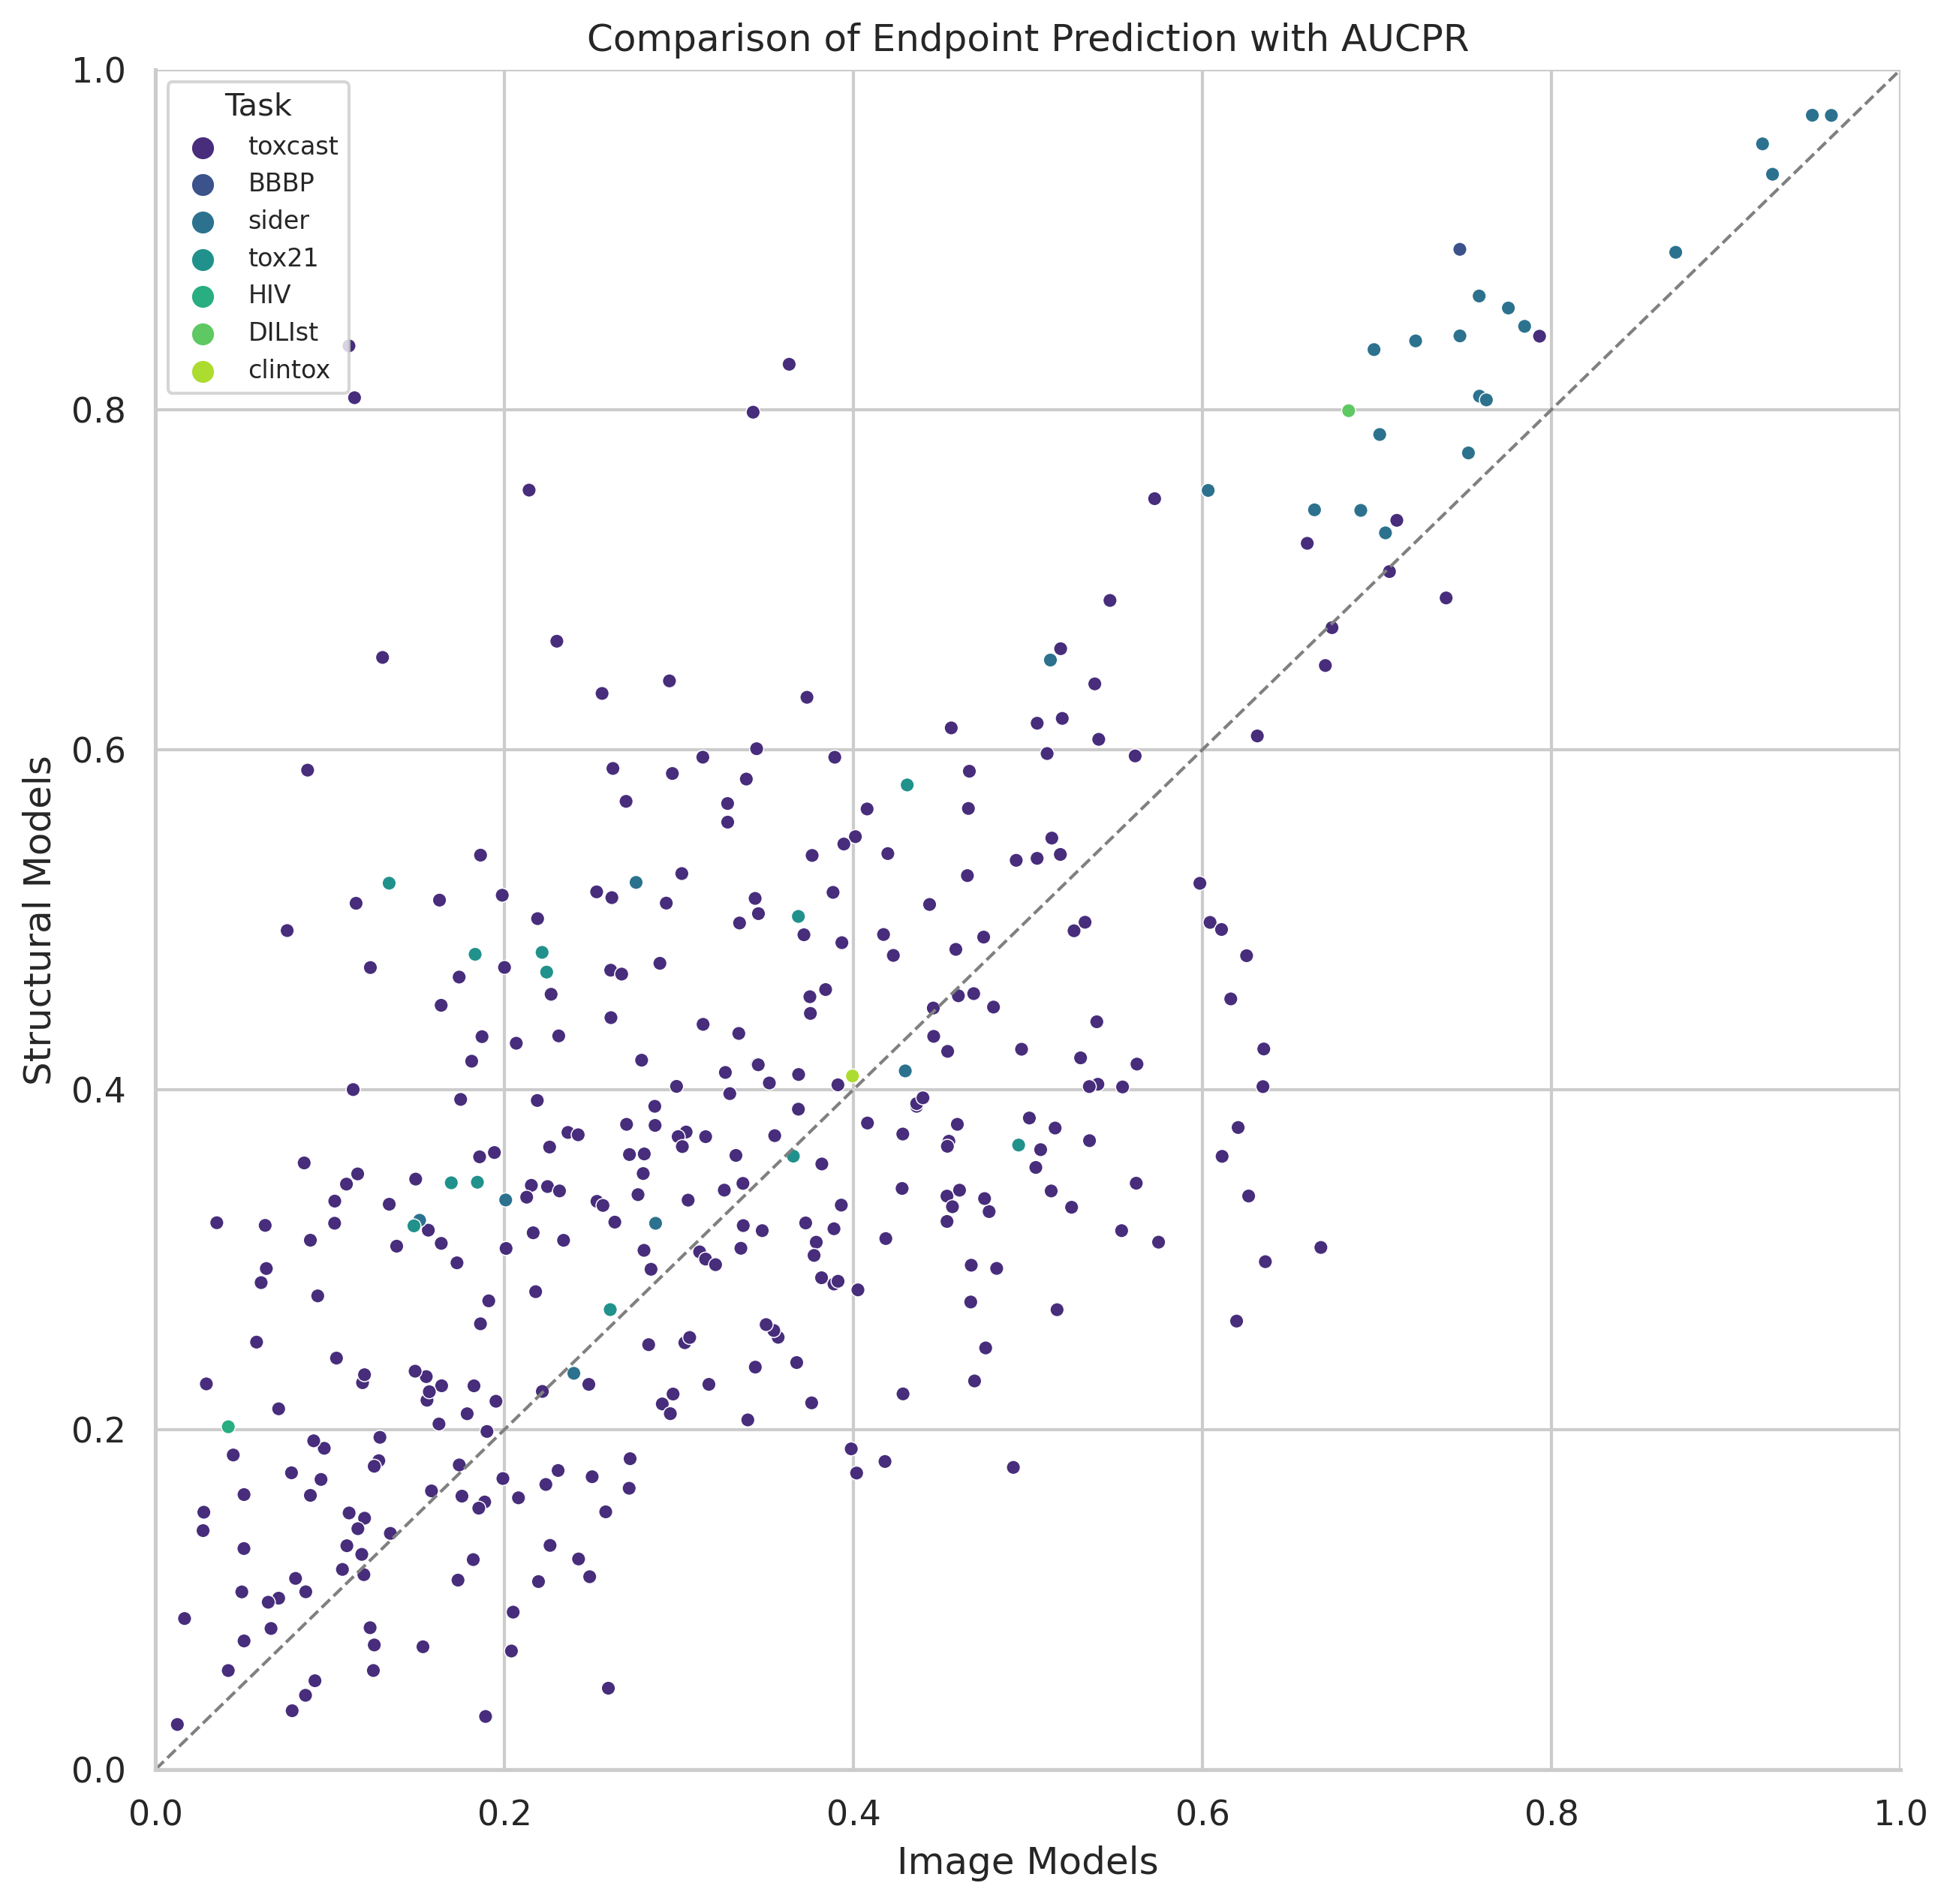 Comparison of Endpoint Prediction with AUCPR
1.0
0.8
0.6
0.4
0.2
0.0
Structural Models
Task
toxcast
BBBP
sider
tox21
HIV
DILIst
clintox
0.0 0.2 0.4 0.6 0.8 1.0
Image Models